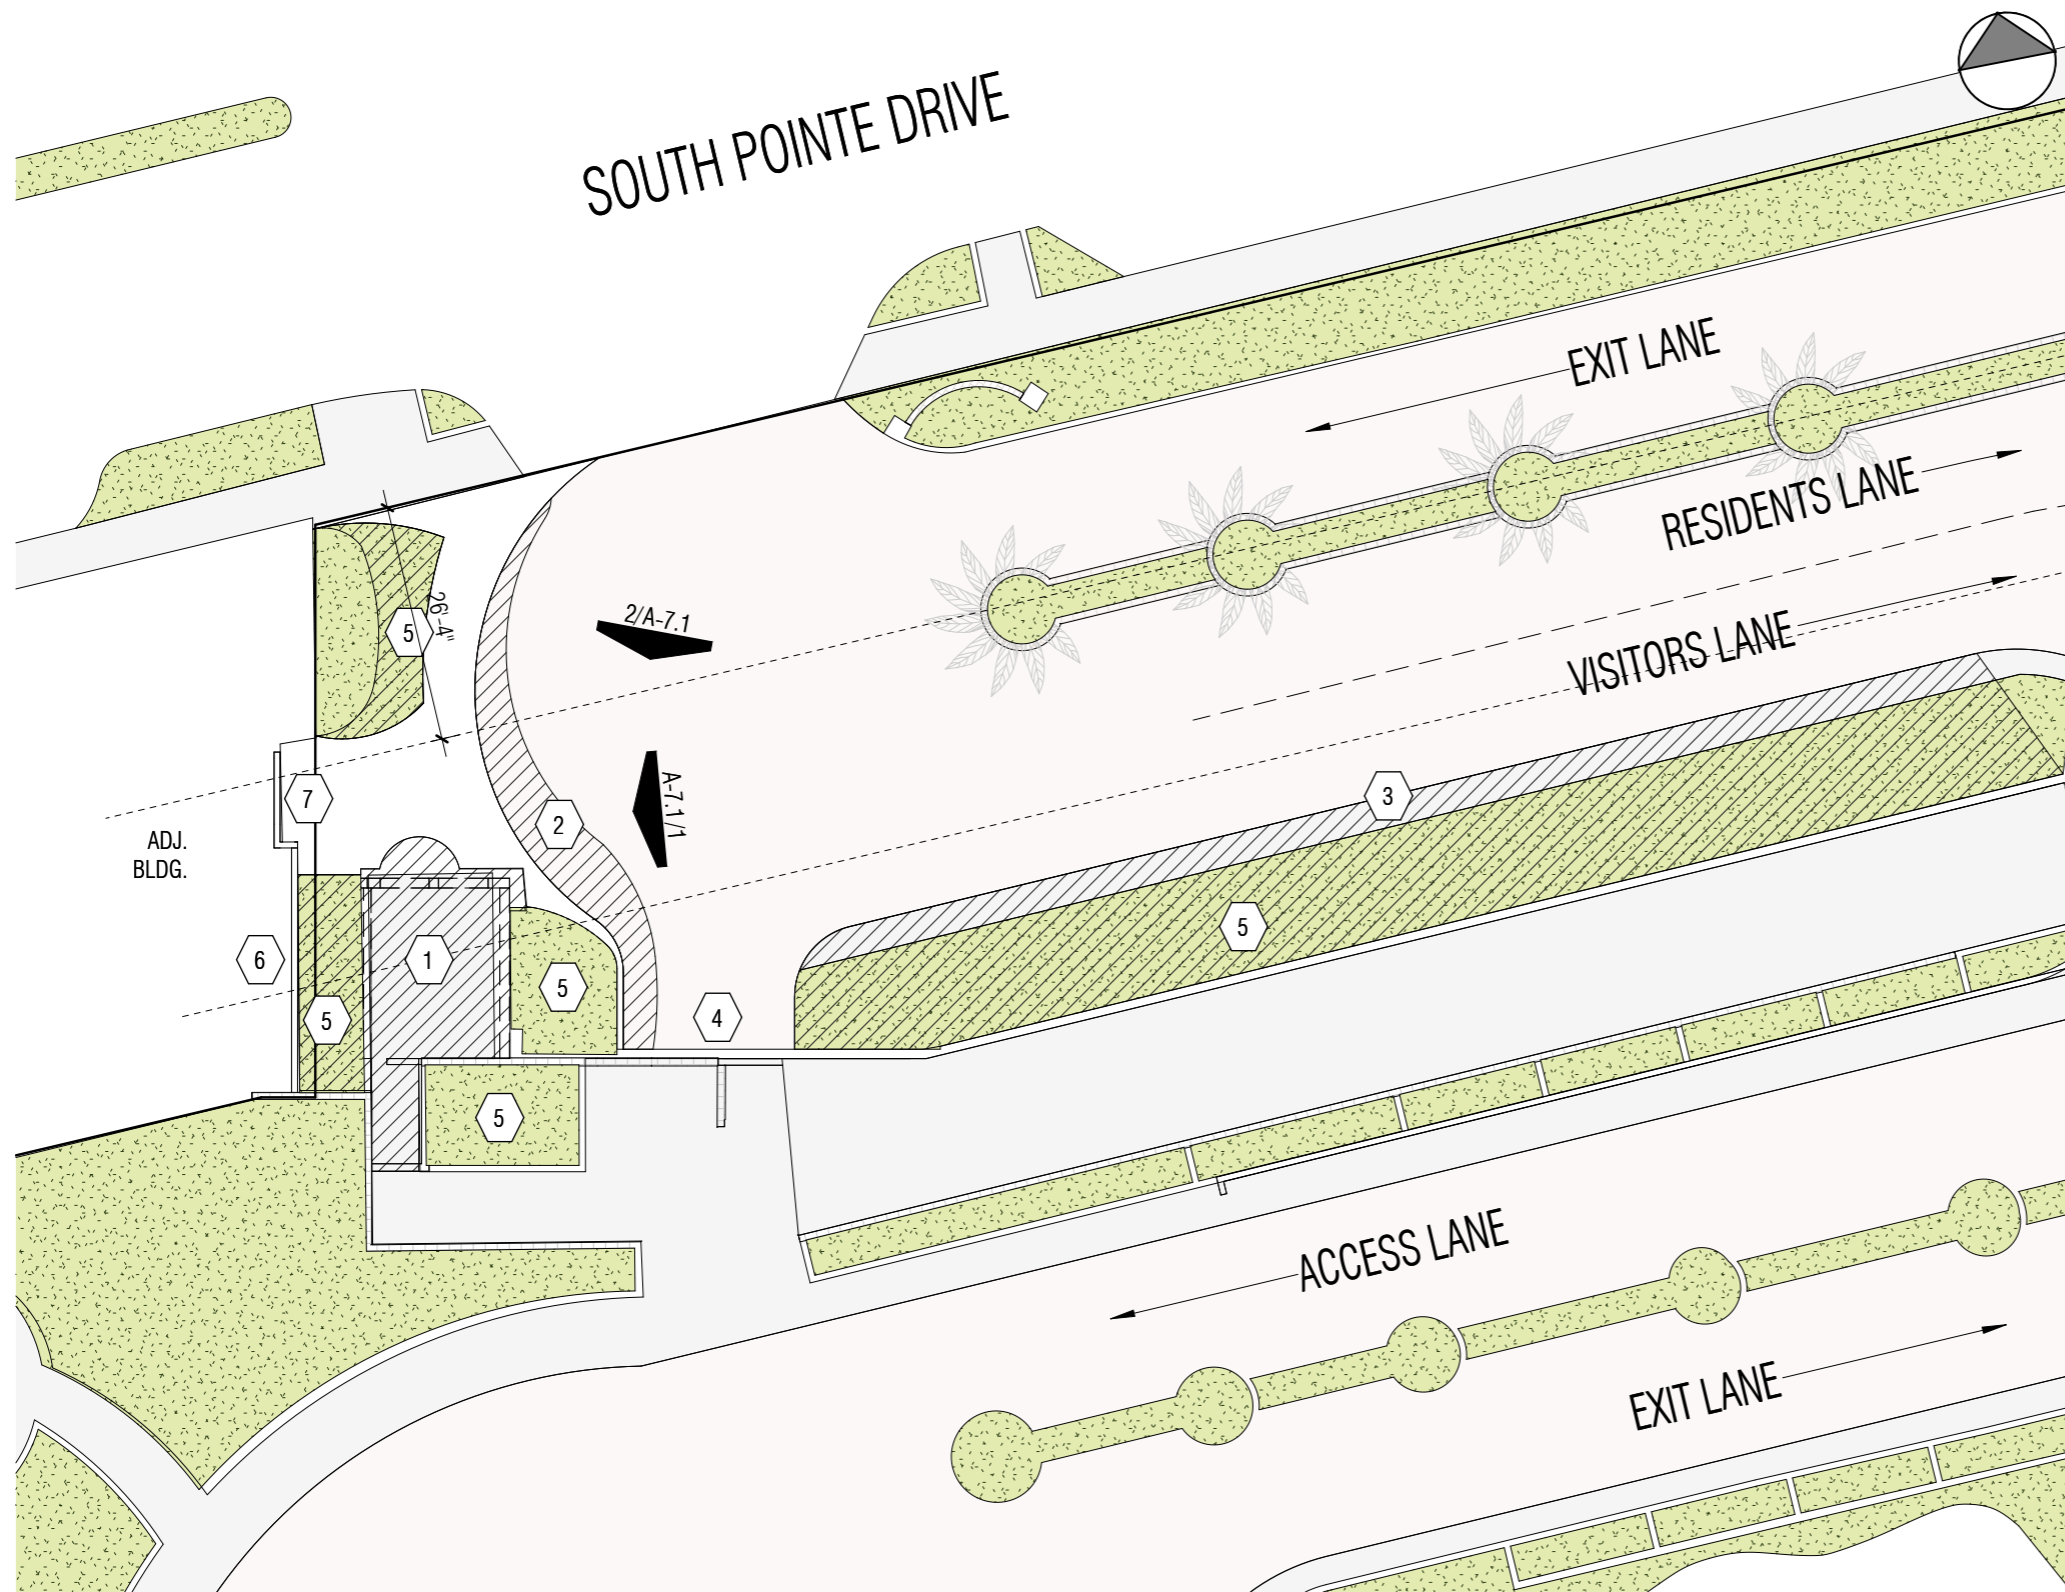 SOUTH POINTE DRIVE
EXIT LANE
RESIDENTS LANE
2/A-7.1
5
26'-4"
VISITORS LANE
7
2
A-7.1/1
3
ADJ.
BLDG.
5
6
1
5
5
4
5
ACCESS LANE
EXIT LANE